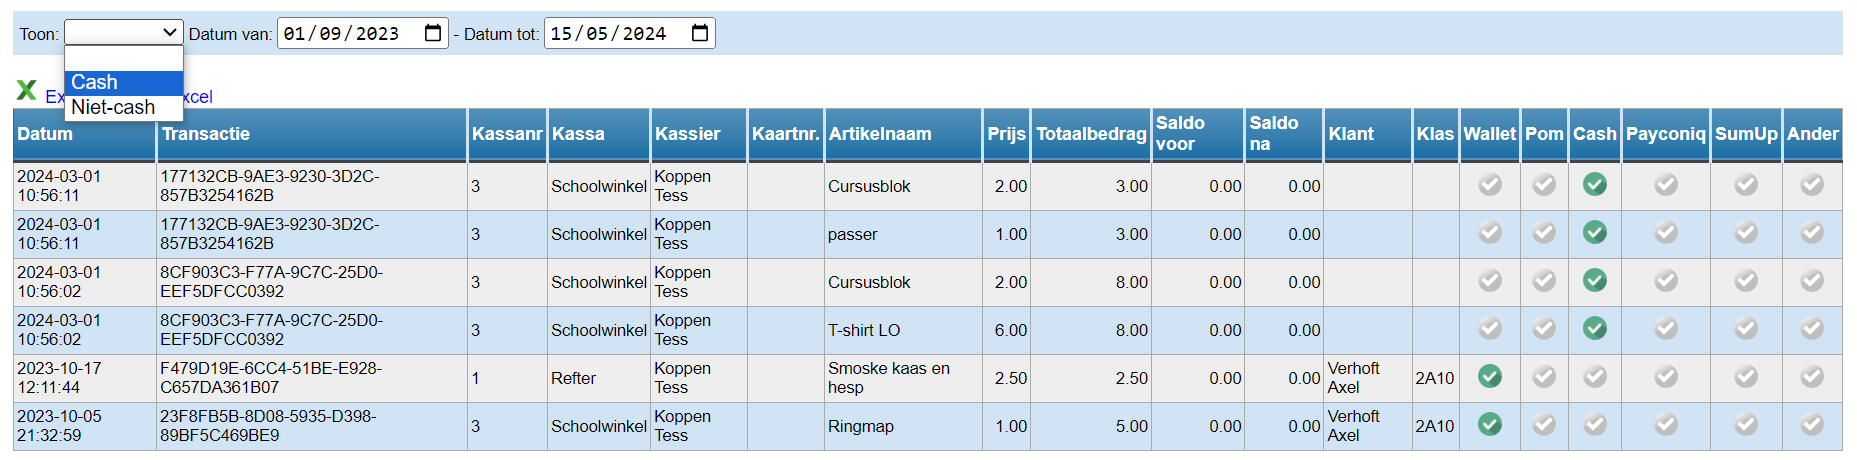 Toon: Datum van: 01/09/2023 - Datum tot: 15/05/2024
Cash
Ex xcel
Niet-cash
Datum Transactie Kassanr Kassa Kassier Kaartnr. Artikelnaam Prijs Totaalbedrag Saldo voor Saldo na Klant Klas Wallet Pom Cash Payconiq SumUp Ander
2024-03-01 10:56:11 177132CB-9AE3-9230-3D2C-857B3254162B 3 Schoolwinkel Koppen Tess Cursusblok 2.00 3.00 0.00 0.00
2024-03-01 10:56:11 177132CB-9AE3-9230-3D2C-857B3254162B 3 Schoolwinkel Koppen Tess passer 1.00 3.00 0.00 0.00
2024-03-01 10:56:02 8CF903C3-F77A-9C7C-25D0-EEF5DFCC0392 3 Schoolwinkel Koppen Tess Cursusblok 2.00 8.00 0.00 0.00
2024-03-01 10:56:02 8CF903C3-F77A-9C7C-25D0-EEF5DFCC0392 3 Schoolwinkel Koppen Tess T-shirt LO 6.00 8.00 0.00 0.00
2023-10-17 12:11:44 F479D19E-6CC4-51BE-E928-C657DA361B07 1 Refter Koppen Tess Smoske kaas en hesp 2.50 2.50 0.00 0.00 Verhoft Axel 2A10
2023-10-05 21:32:59 23F8FB5B-8D08-5935-D398-89BF5C469BE9 3 Schoolwinkel Koppen Tess Ringmap 1.00 5.00 0.00 0.00 Verhoft Axel 2A10